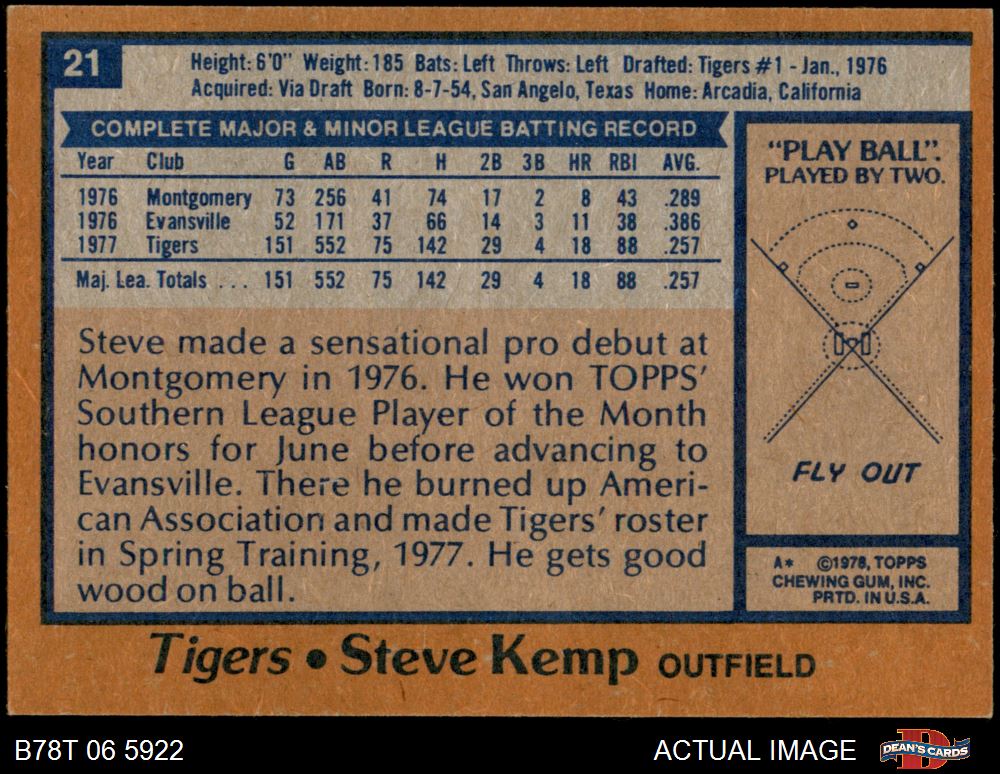 21
Height: 6'0" Weight: 185 Bats: Left Throws: Left Drafted: Tigers #1 - Jan., 1976
Acquired: Via Draft Born: 8-7-54, San Angelo, Texas Home: Arcadia, California
COMPLETE MAJOR & MINOR LEAGUE BATTING RECORD
Year Club G AB R H 2B 3B HR RBI AVG.
1976 Montgomery 73 256 41 74 17 2 8 43 .289
1976 Evansville 52 171 37 66 14 3 11 38 .386
1977 Tigers 151 552 75 142 29 4 18 88 .257
Maj. Lea. Totals . . . 151 552 75 142 29 4 18 88 .257
Steve made a sensational pro debut at
Montgomery in 1976. He won TOPPS'
Southern League Player of the Month
honors for June before advancing to
Evansville. There he burned up Ameri-
can Association and made Tigers' roster
in Spring Training, 1977. He gets good
wood on ball.
"PLAY BALL".
PLAYED BY TWO.
FLY OUT
A* ©1978, TOPPS
CHEWING GUM, INC.
PRTD. IN U.S.A.
Tigers • Steve Kemp OUTFIELD
B78T 06 5922
ACTUAL IMAGE
DEAN'S CARDS